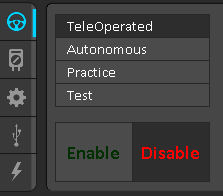 TeleOperated
Autonomous
Practice
Test
Enable Disable